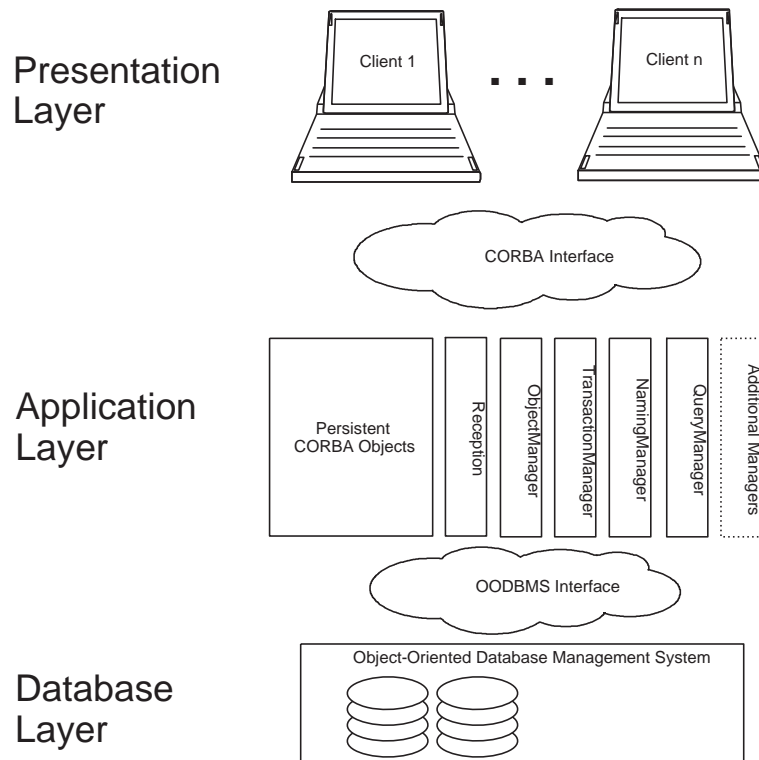 Presentation
Layer
Client 1
. . .
Client n
CORBA Interface
Application
Layer
Persistent
CORBA Objects
Reception
ObjectManager
TransactionManager
NamingManager
QueryManager
Additional Managers
OODBMS Interface
Database
Layer
Object-Oriented Database Management System